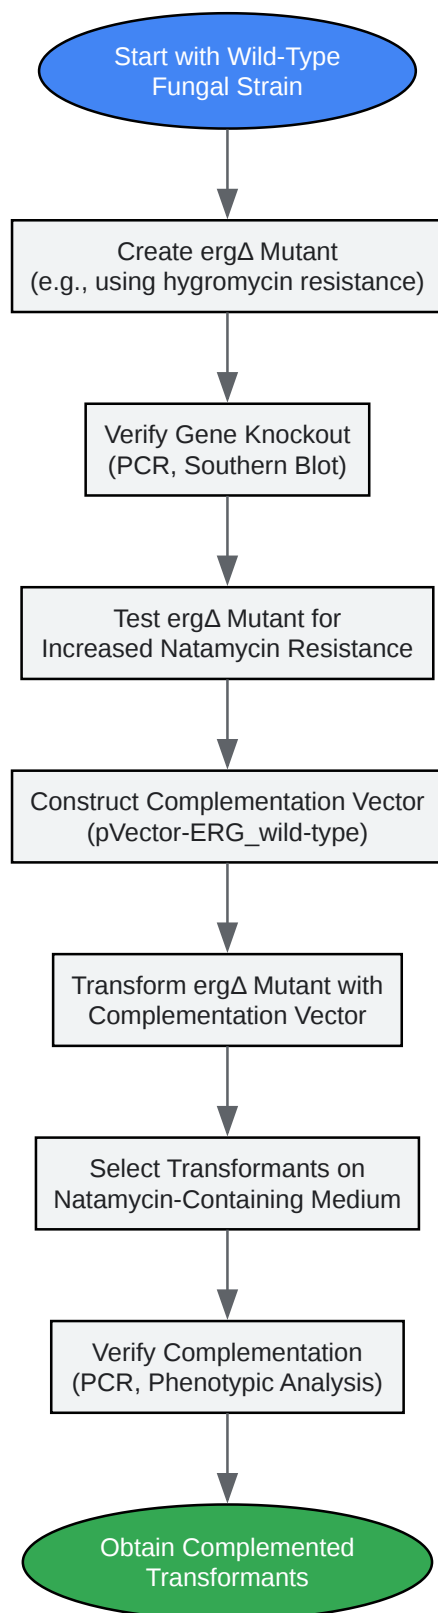 Start with Wild-Type
Fungal Strain
Create ergΔ Mutant
(e.g., using hygromycin resistance)
Verify Gene Knockout
(PCR, Southern Blot)
Test ergΔ Mutant for
Increased Natamycin Resistance
Construct Complementation Vector
(pVector-ERG_wild-type)
Transform ergΔ Mutant with
Complementation Vector
Select Transformants on
Natamycin-Containing Medium
Verify Complementation
(PCR, Phenotypic Analysis)
Obtain Complemented
Transformants